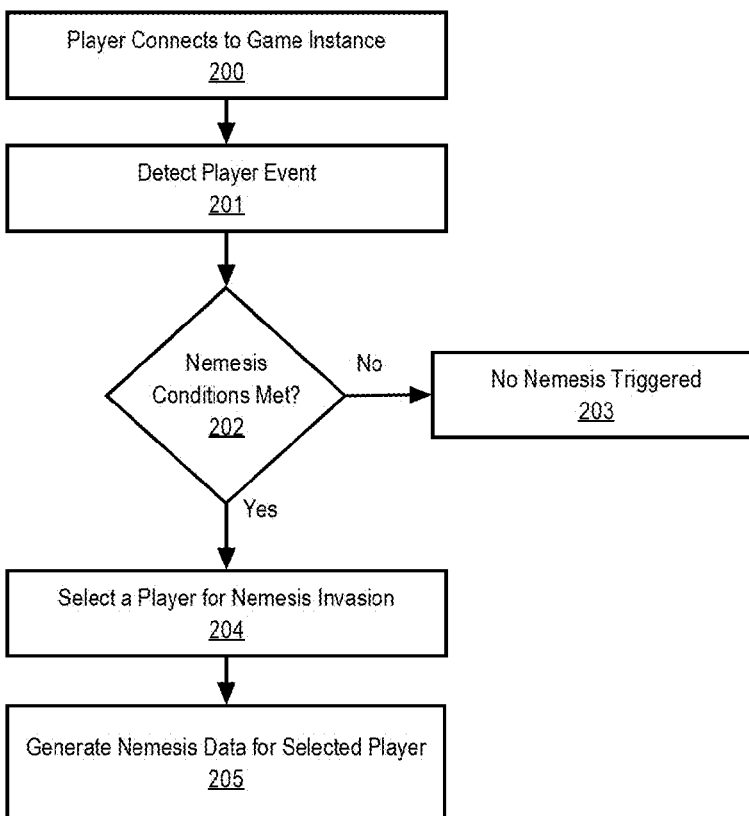 Player Connects to Game Instance
200
Detect Player Event
201
Nemesis
Conditions Met?
202
No
No Nemesis Triggered
203
Yes
Select a Player for Nemesis Invasion
204
Generate Nemesis Data for Selected Player
205